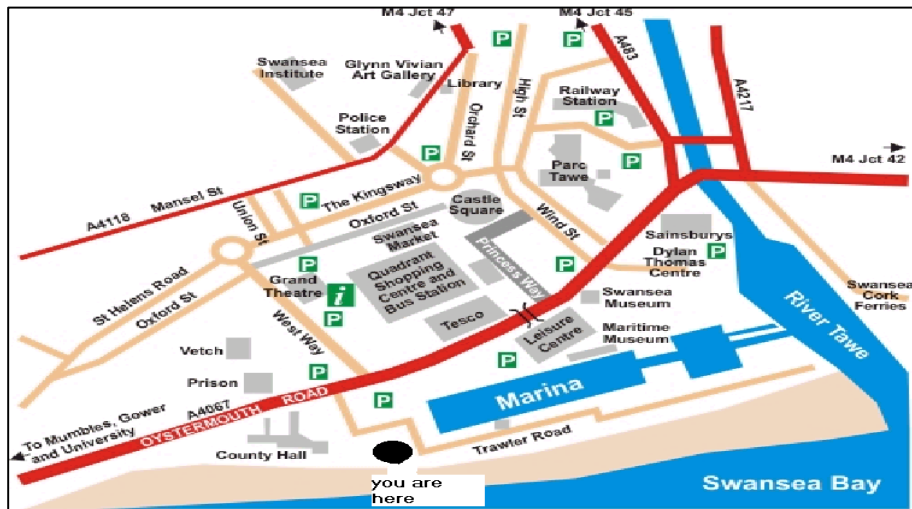 M4 Jct 47
M4 Jct 45
A483
A4217
P
P
P
Swansea
Institute
Glynn Vivian
Art Gallery
Library
High St
Orchard St
Railway
Station
P
Police
Station
P
P
Parc
Tawe
M4 Jct 42
A4118
Mansel St
Union St
P
The Kingsway
Castle
Square
Oxford St
Wind St
Sainsburys
Swansea
Market
Princess Way
Dylan
Thomas
Centre
P
P
St Helens Road
Oxford St
Grand
Theatre
P
i
P
Quadrant
Shopping
Centre and
Bus Station
Swansea
Museum
Swansea
Cork
Ferries
River Tawe
Tesco
Leisure
Centre
Maritime
Museum
West Way
Vetch
Prison
P
P
P
Marina
A4067
OYSTERMOUTH ROAD
To Mumbles, Gower
and University
County Hall
Trawler Road
you are
here
Swansea Bay